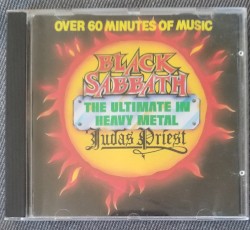 OVER 60 MINUTES OF MUSIC
BLACK
SABBATH
THE ULTIMATE IN
HEAVY METAL
Judas Priest